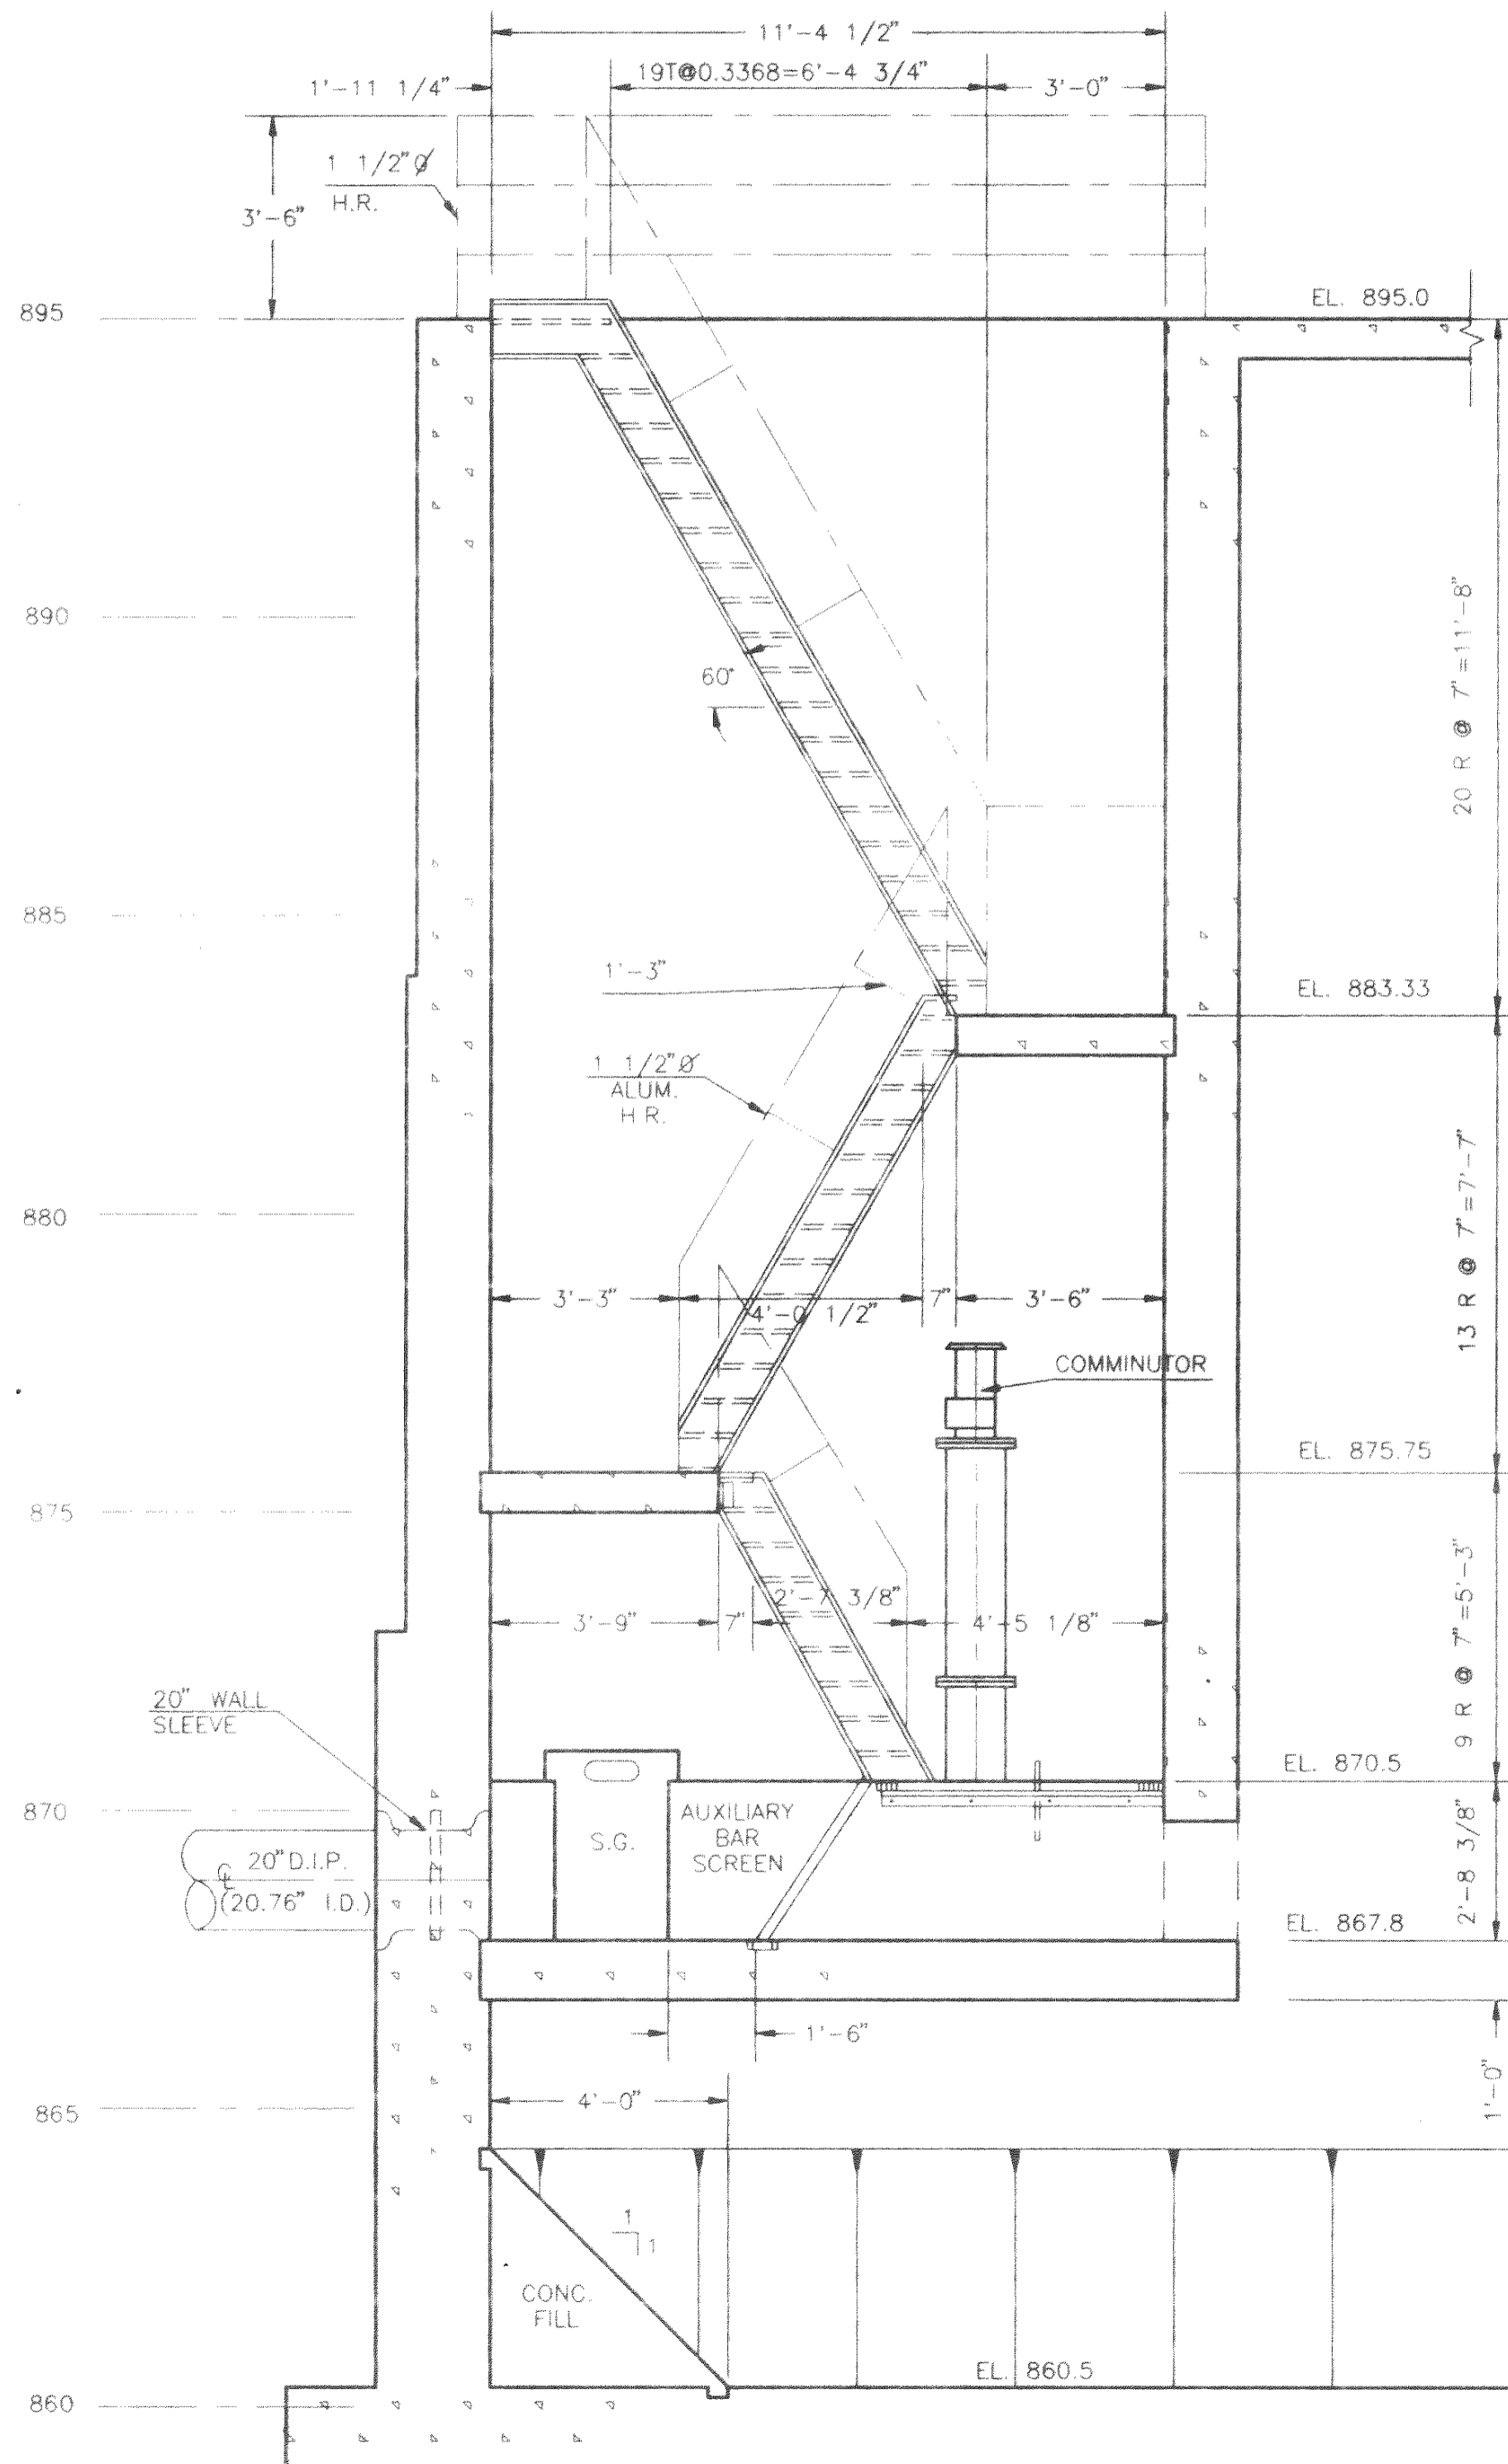 11'-4 1/2"
1'-11 1/4"
19T@0.3368=6'-4 3/4"
3'-0"
1 1/2"Ø
H.R.
3'-6"
895
EL. 895.0
890
20 R @ 7"=11'-8"
60°
885
1'-3"
EL. 883.33
1 1/2"Ø
ALUM.
H.R.
880
13 R @ 7"=7'-7"
3'-3"
4'-0 1/2"
7"
3'-6"
COMMINUTOR
EL. 875.75
875
9 R @ 7"=5'-3"
3'-9"
7"
2'-7 3/8"
4'-5 1/8"
20" WALL
SLEEVE
EL. 870.5
870
AUXILIARY
BAR
SCREEN
S.G.
℄ 20"D.I.P.
(20.76" I.D.)
2'-8 3/8"
EL. 867.8
1'-6"
865
4'-0"
1'-0"
1
1
CONC.
FILL
EL. 860.5
860